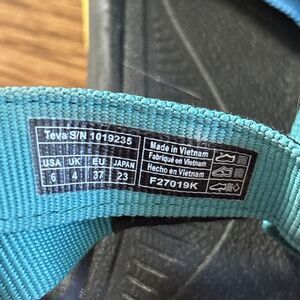 Teva S/N 1019235
USA UK EU JAPAN
6 4 37 23
Made in Vietnam
Fabriqué en Vietnam
Hecho en Vietnam
F27019K